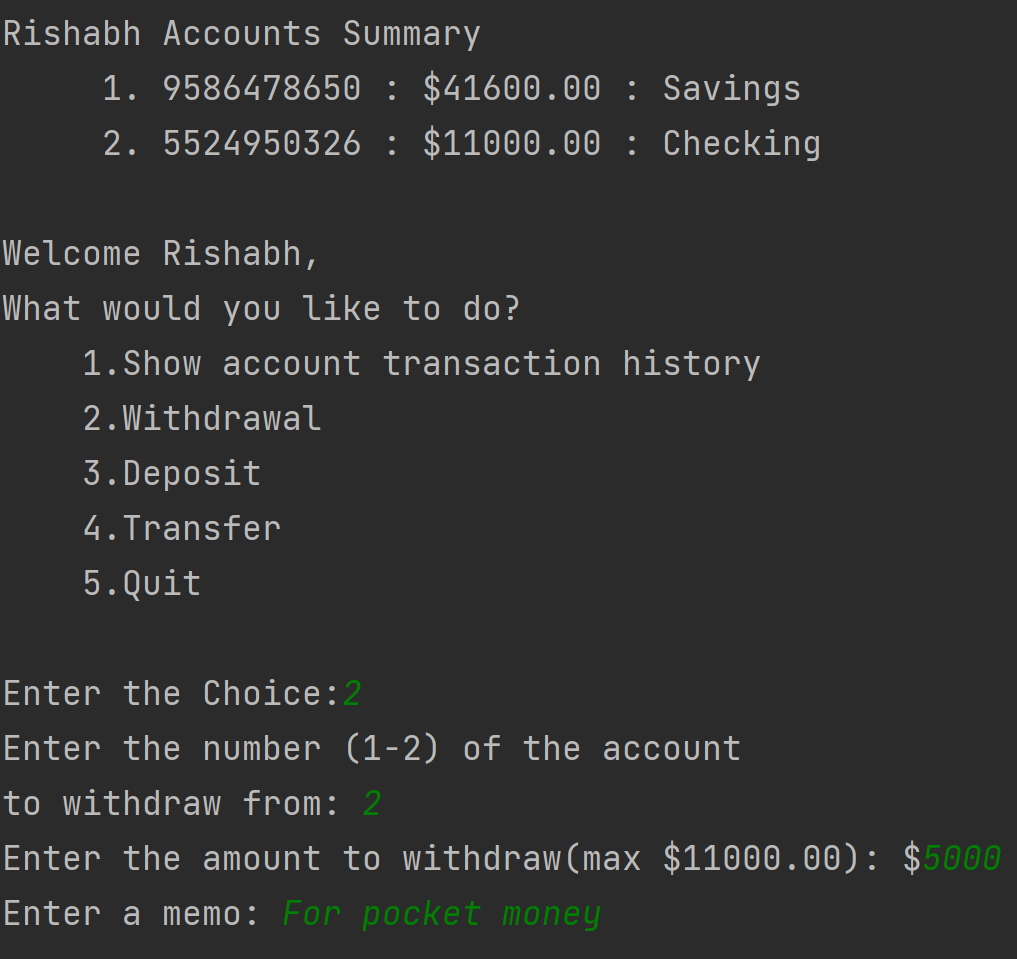 Rishabh Accounts Summary
1. 9586478650 : $41600.00 : Savings
2. 5524950326 : $11000.00 : Checking
Welcome Rishabh,
What would you like to do?
1.Show account transaction history
2.Withdrawal
3.Deposit
4.Transfer
5.Quit
Enter the Choice:2
Enter the number (1-2) of the account
to withdraw from: 2
Enter the amount to withdraw(max $11000.00): $5000
Enter a memo: For pocket money